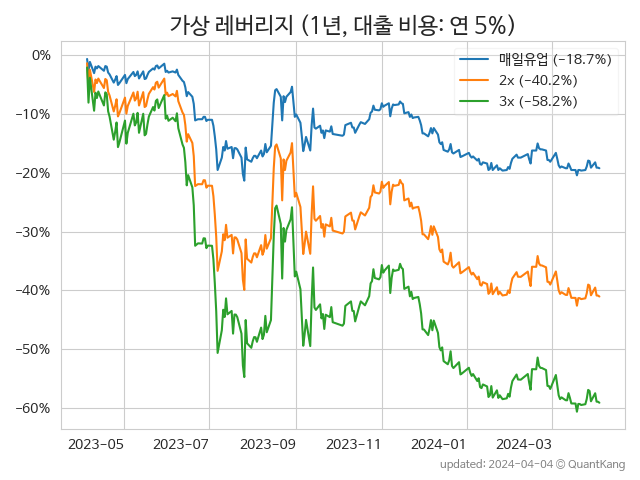 가상 레버리지 (1년, 대출 비용: 연 5%)
매일유업 (−18.7%)
2x (−40.2%)
3x (−58.2%)
0%
−10%
−20%
−30%
−40%
−50%
−60%
2023-05 2023-07 2023-09 2023-11 2024-01 2024-03
updated: 2024-04-04 © QuantKang